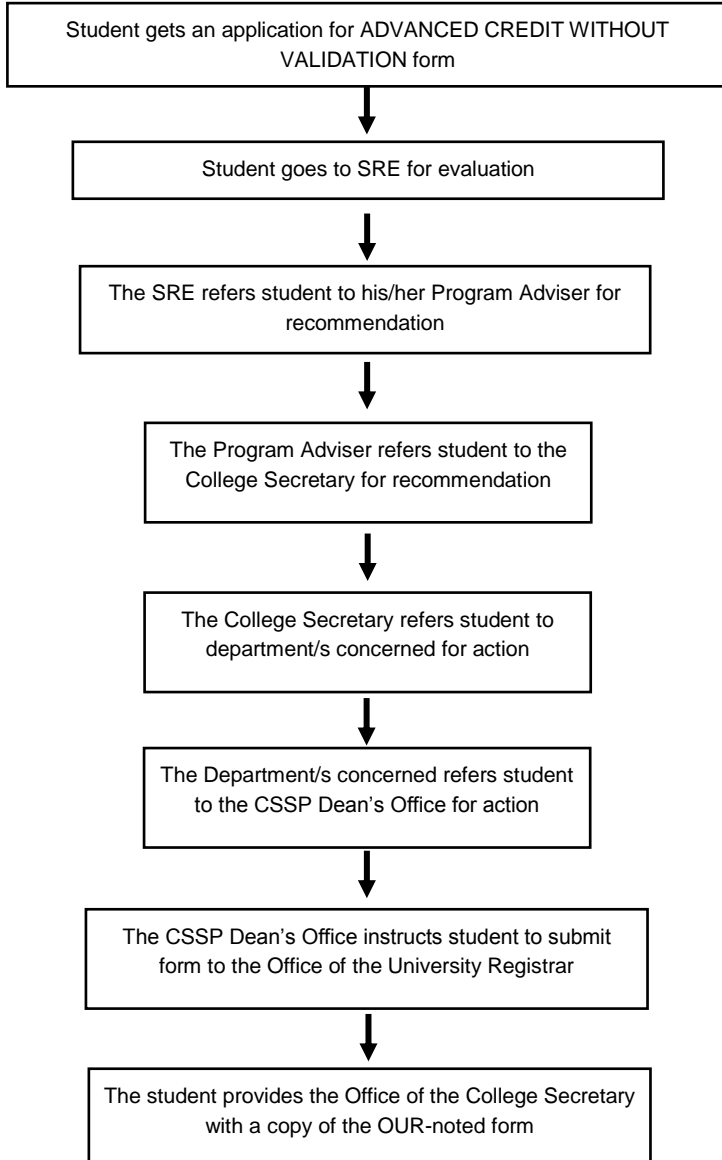 Student gets an application for ADVANCED CREDIT WITHOUT
VALIDATION form
Student goes to SRE for evaluation
The SRE refers student to his/her Program Adviser for
recommendation
The Program Adviser refers student to the
College Secretary for recommendation
The College Secretary refers student to
department/s concerned for action
The Department/s concerned refers student
to the CSSP Dean’s Office for action
The CSSP Dean’s Office instructs student to submit
form to the Office of the University Registrar
The student provides the Office of the College Secretary
with a copy of the OUR-noted form